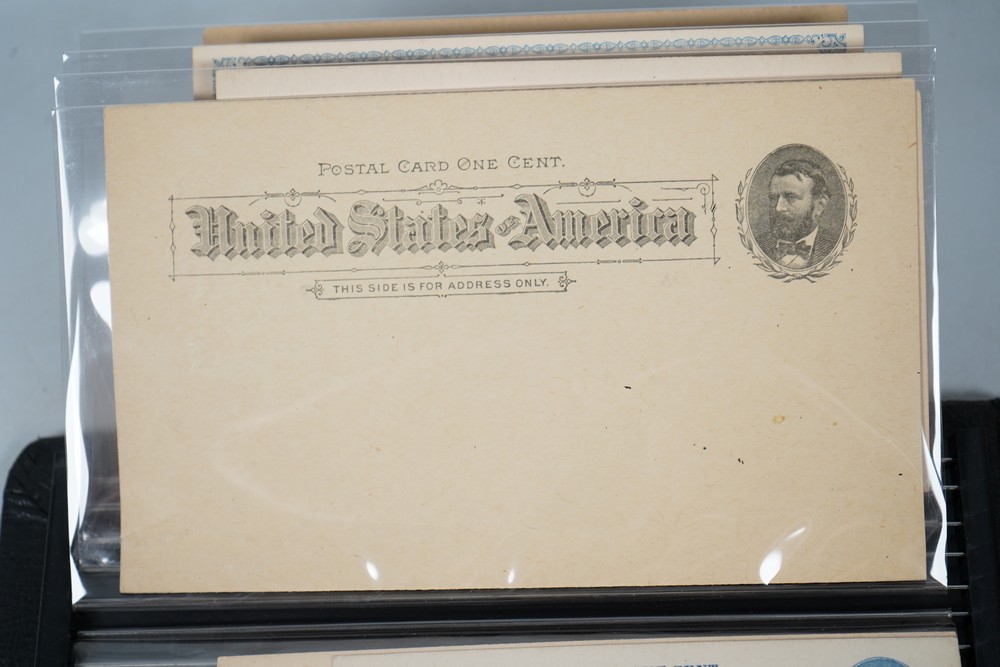 POSTAL CARD ONE CENT.
United States of America
THIS SIDE IS FOR ADDRESS ONLY.